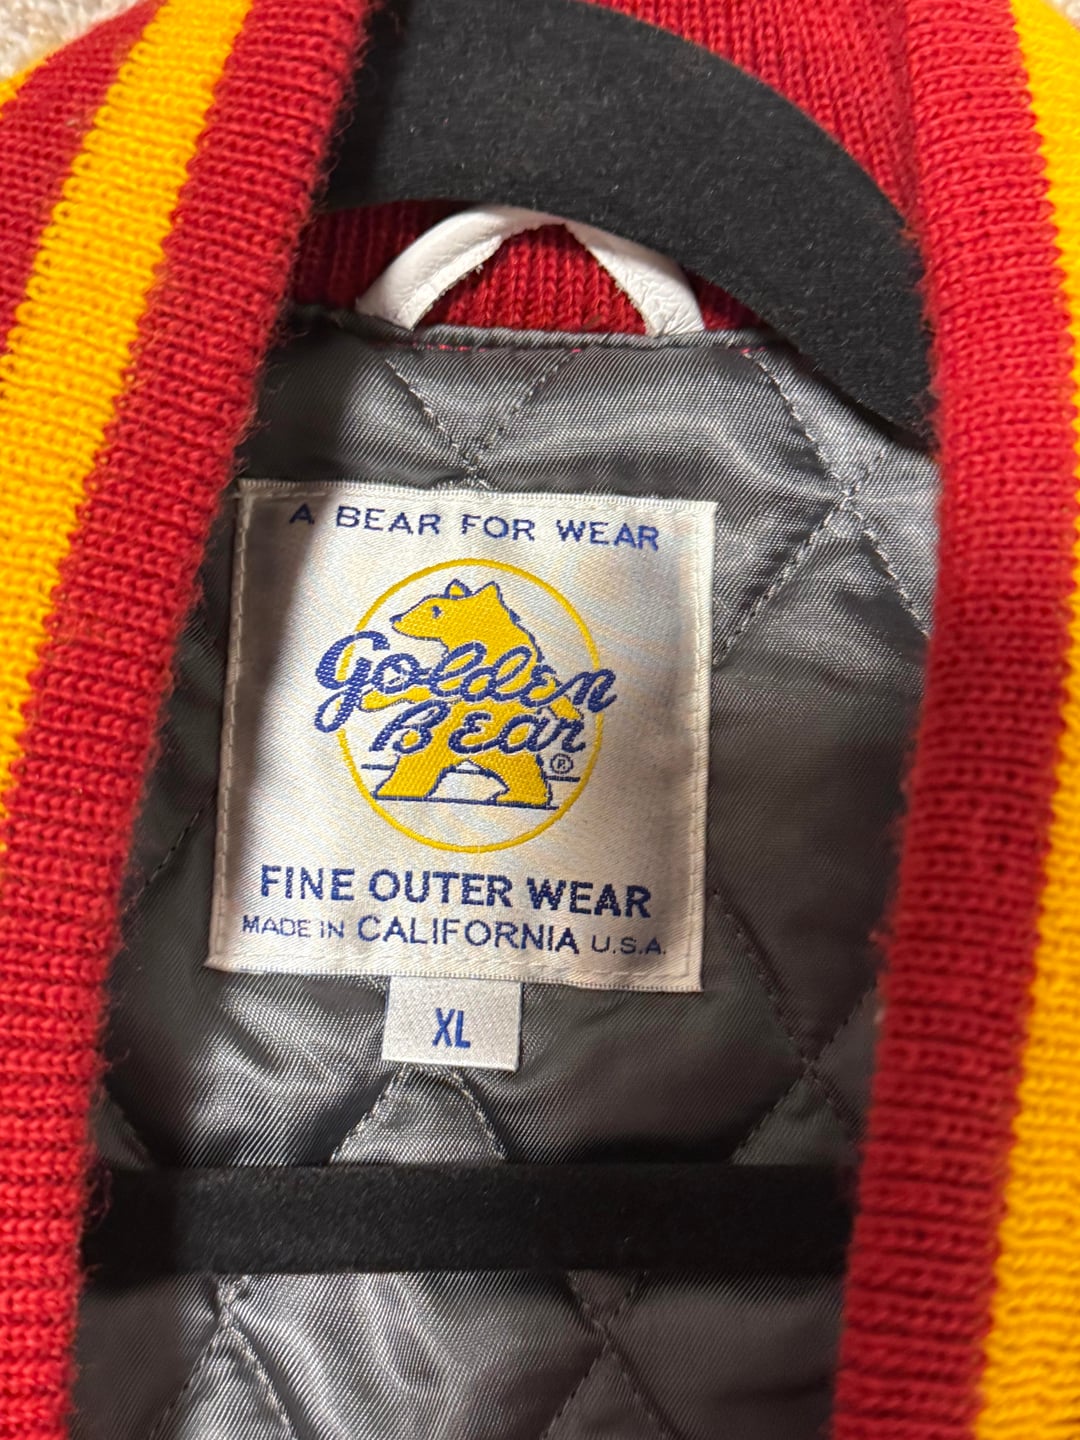 A BEAR FOR WEAR
Golden
Bear
®
FINE OUTER WEAR
MADE IN CALIFORNIA U.S.A.
XL